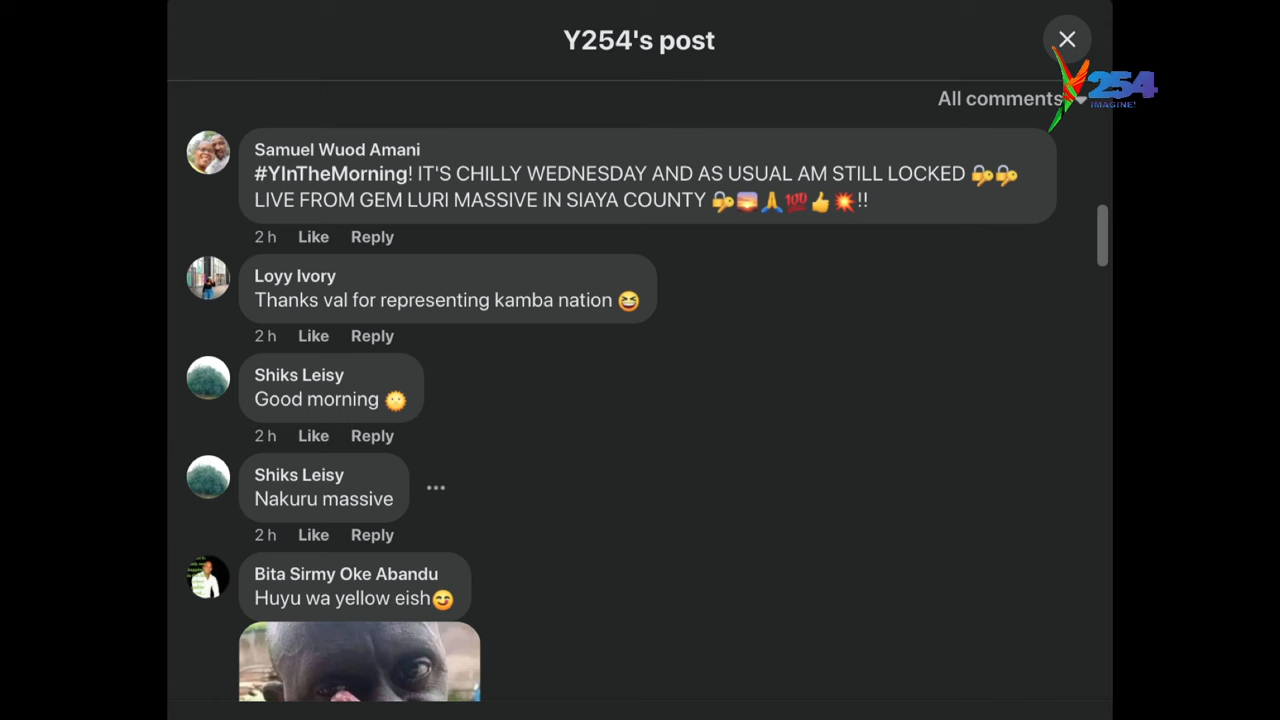 Y254's post
All comments
254
IMAGINE!
Samuel Wuod Amani
#YInTheMorning! IT'S CHILLY WEDNESDAY AND AS USUAL AM STILL LOCKED 🔐🔐
LIVE FROM GEM LURI MASSIVE IN SIAYA COUNTY 🔐🌅🙏💯👍💥!!
2 h Like Reply
Loyy Ivory
Thanks val for representing kamba nation 😆
2 h Like Reply
Shiks Leisy
Good morning 🌞
2 h Like Reply
Shiks Leisy
Nakuru massive
2 h Like Reply
Bita Sirmy Oke Abandu
Huyu wa yellow eish😊